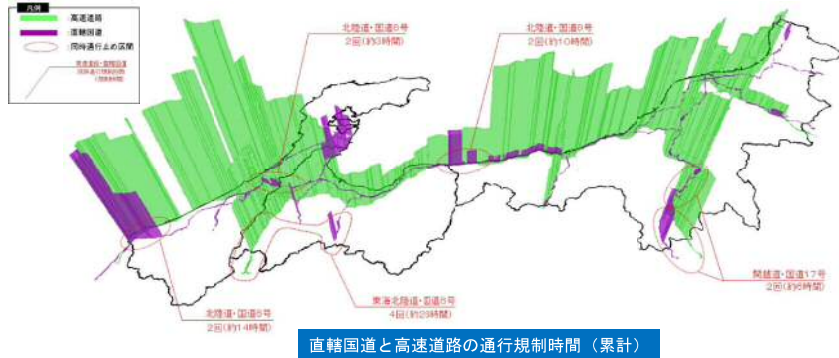 凡例
:高速道路
:直轄国道
:同時通行止め区間
北陸道・国道8号
2回(約3時間)
北陸道・国道8号
2回(約10時間)
関越道・国道17号
2回(約6時間)
東海北陸道・国道8号
4回(約29時間)
北陸道・国道8号
2回(約14時間)
直轄国道と高速道路の通行規制時間（累計）